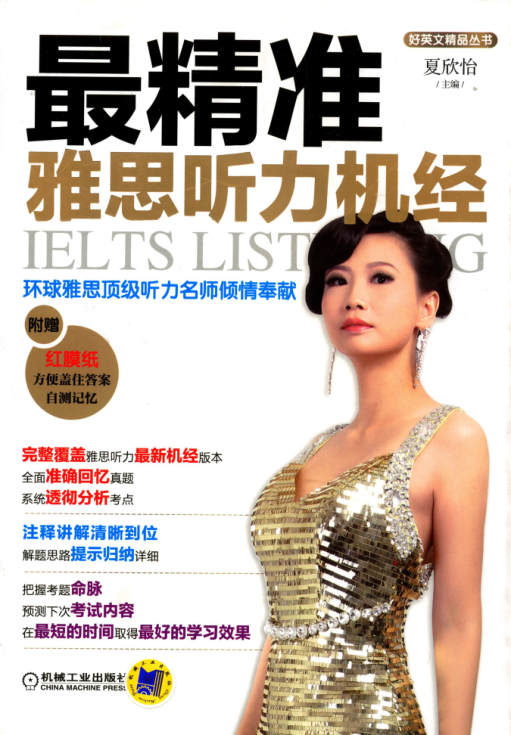 好英文精品丛书
夏欣怡
/ 主编 /
最精准
雅思听力机经
IELTS LISTENING
环球雅思顶级听力名师倾情奉献
附赠
红膜纸
方便盖住答案
自测记忆
完整覆盖雅思听力最新机经版本
全面准确回忆真题
系统透彻分析考点
注释讲解清晰到位
解题思路提示归纳详细
把握考题命脉
预测下次考试内容
在最短的时间取得最好的学习效果
机械工业出版社
CHINA MACHINE PRESS